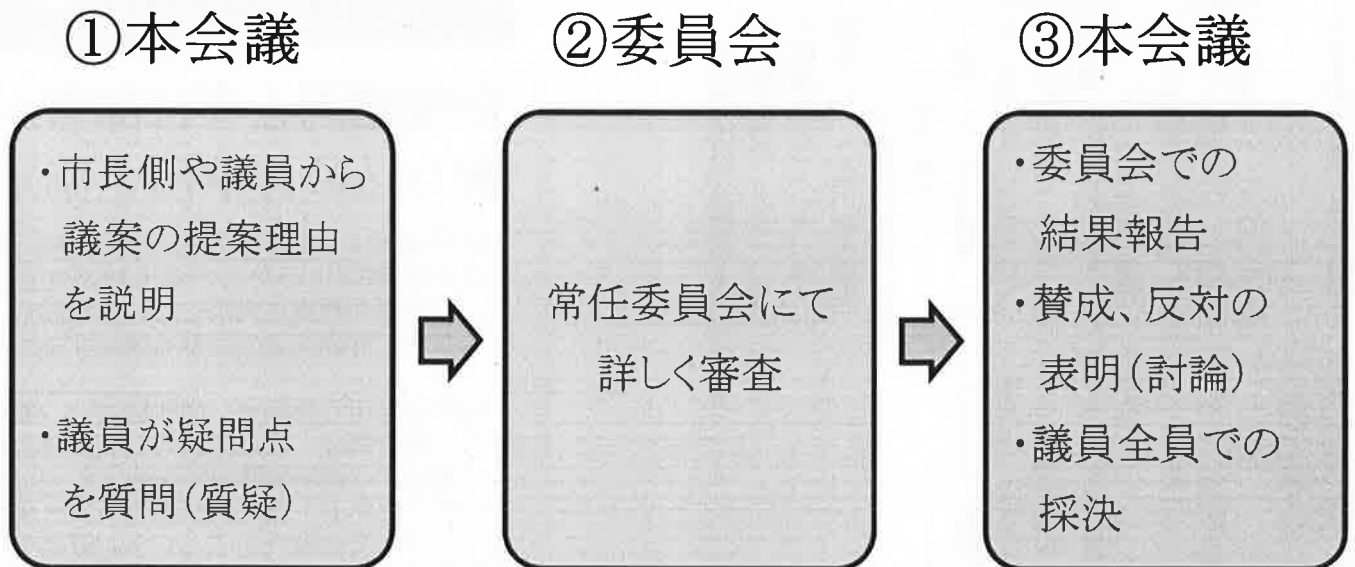 ①本会議
・市長側や議員から
議案の提案理由
を説明
・議員が疑問点
を質問(質疑)
②委員会
常任委員会にて
詳しく審査
③本会議
・委員会での
結果報告
・賛成、反対の
表明(討論)
・議員全員での
採決